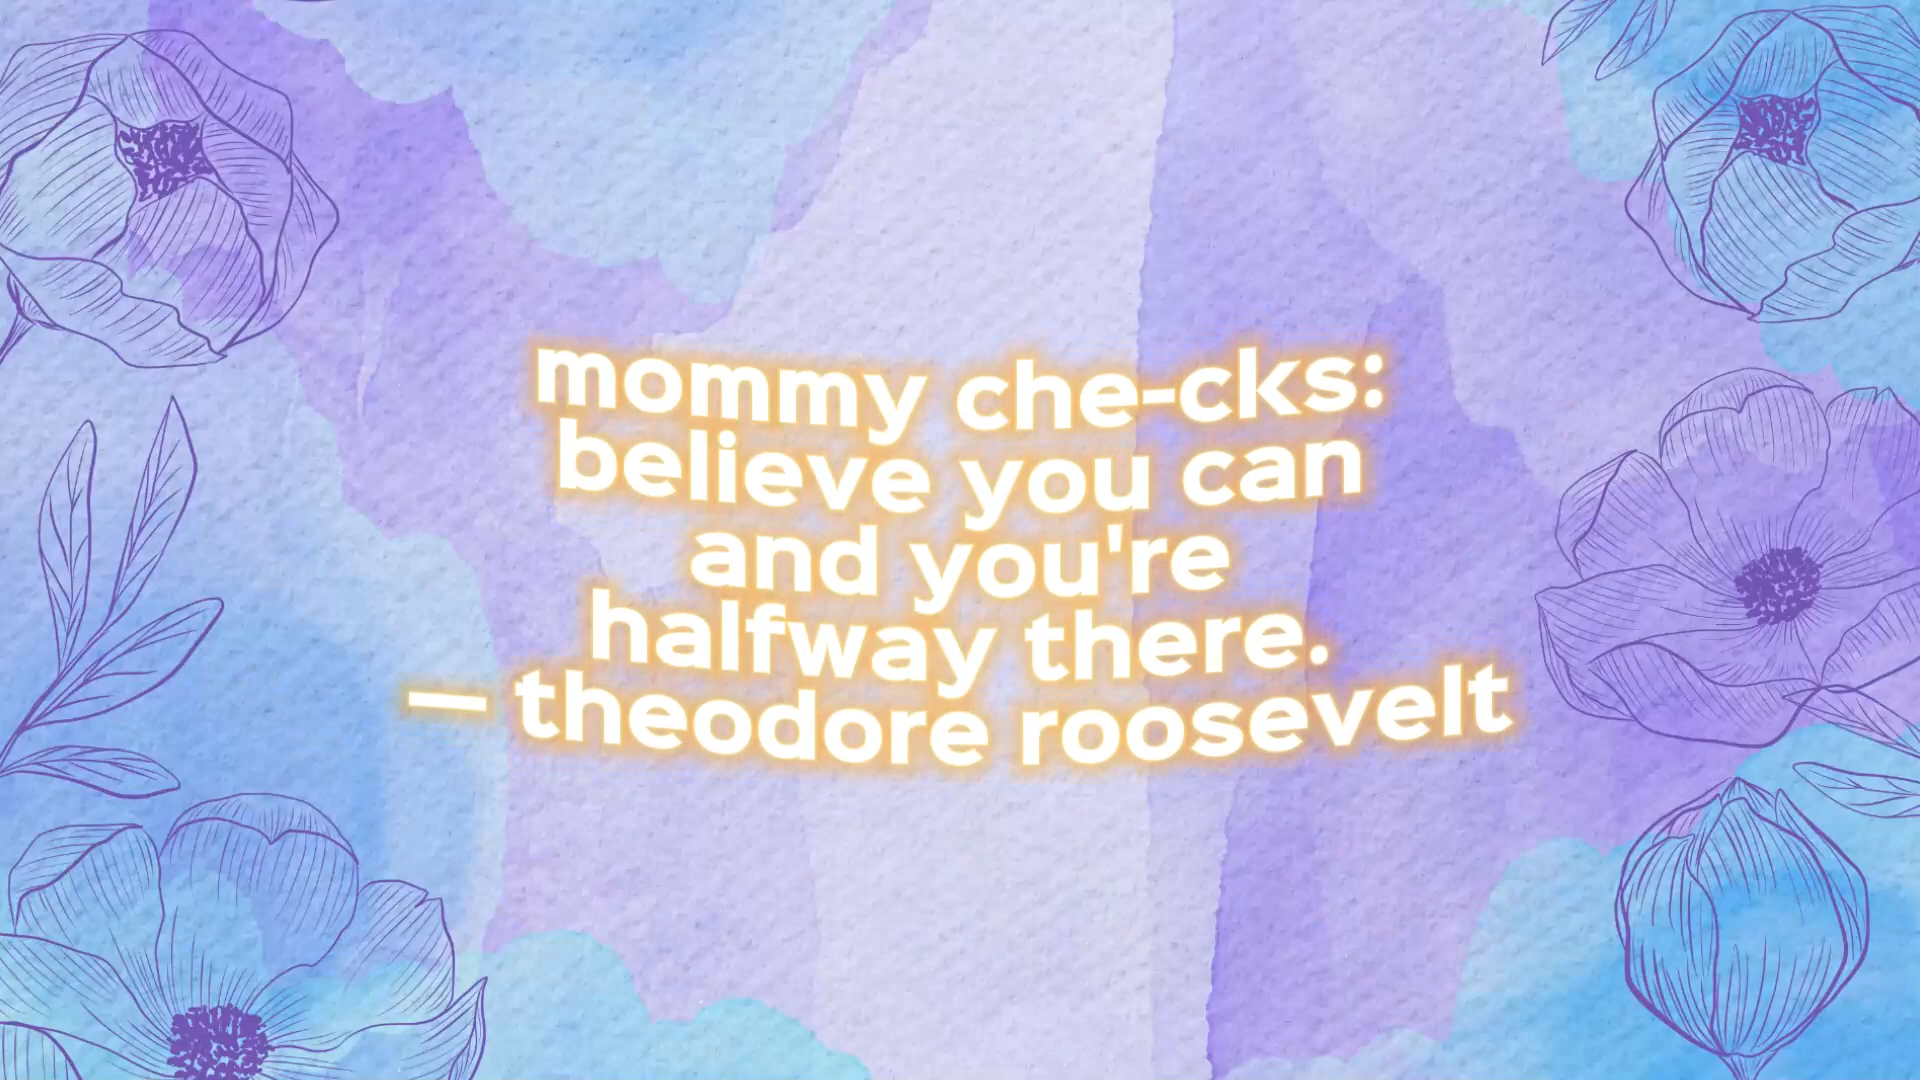 mommy che-cks:
believe you can
and you're
halfway there.
— theodore roosevelt